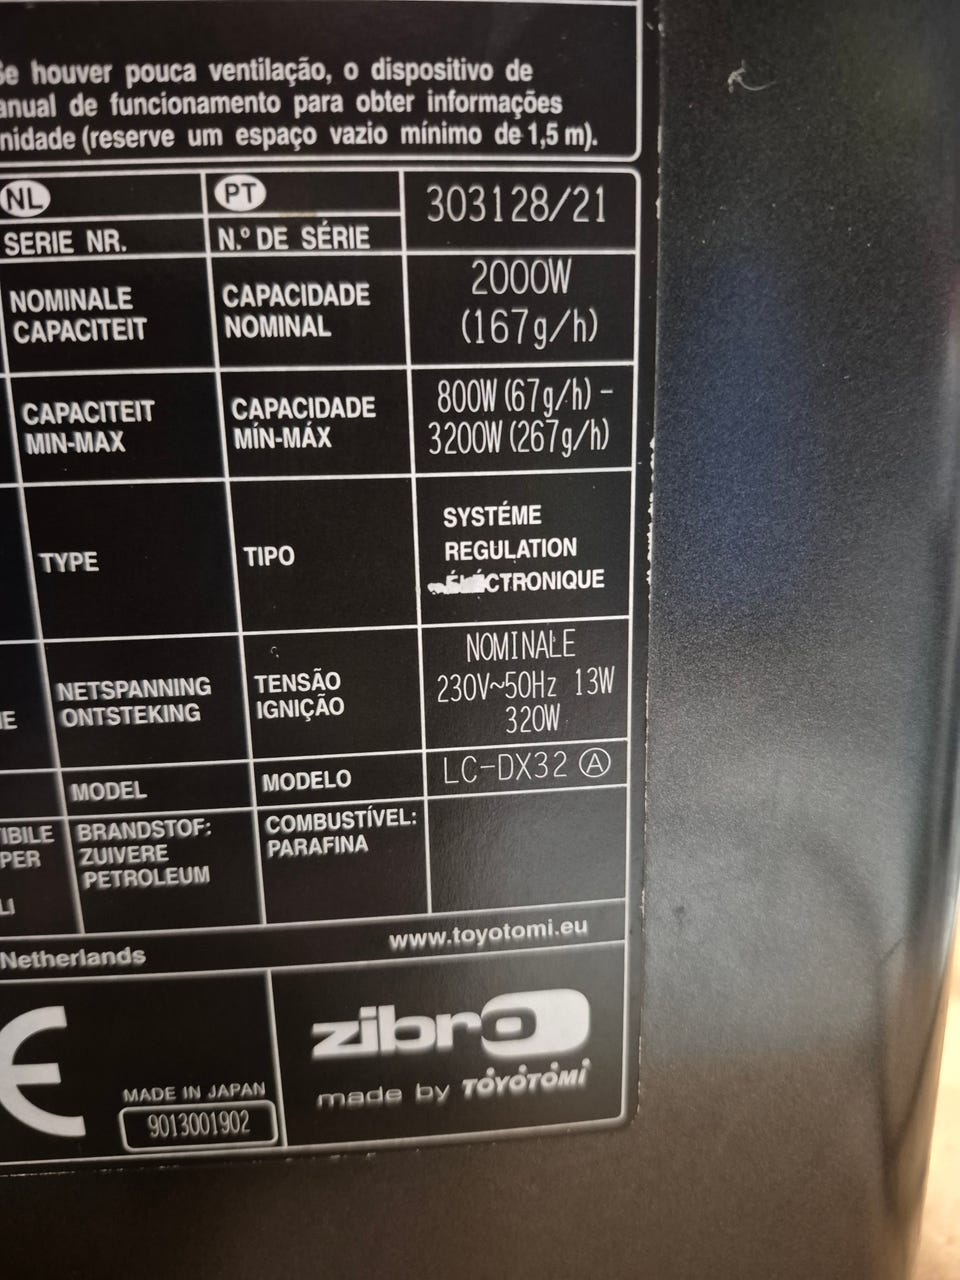 houver pouca ventilação, o dispositivo de
de funcionamento para obter informações
(reserve um espaço vazio mínimo de 1,5 m).
NL PT 303128/21
SERIE NR. N.º DE SÉRIE
NOMINALE CAPACIDADE 2000W
CAPACITEIT NOMINAL (167g/h)
CAPACITEIT CAPACIDADE 800W (67g/h) -
MIN-MAX MÍN-MÁX 3200W (267g/h)
SYSTÉME
TYPE TIPO REGULATION
ÉLÉCTRONIQUE
NOMINALE
NETSPANNING TENSÃO 230V~50Hz 13W
ONTSTEKING IGNIÇÃO 320W
MODEL MODELO LC-DX32 Ⓐ
BRANDSTOF: COMBUSTÍVEL:
ZUIVERE PARAFINA
PETROLEUM
Netherlands www.toyotomi.eu
CE
zibro
made by TOYOTOMI
MADE IN JAPAN
9013001902